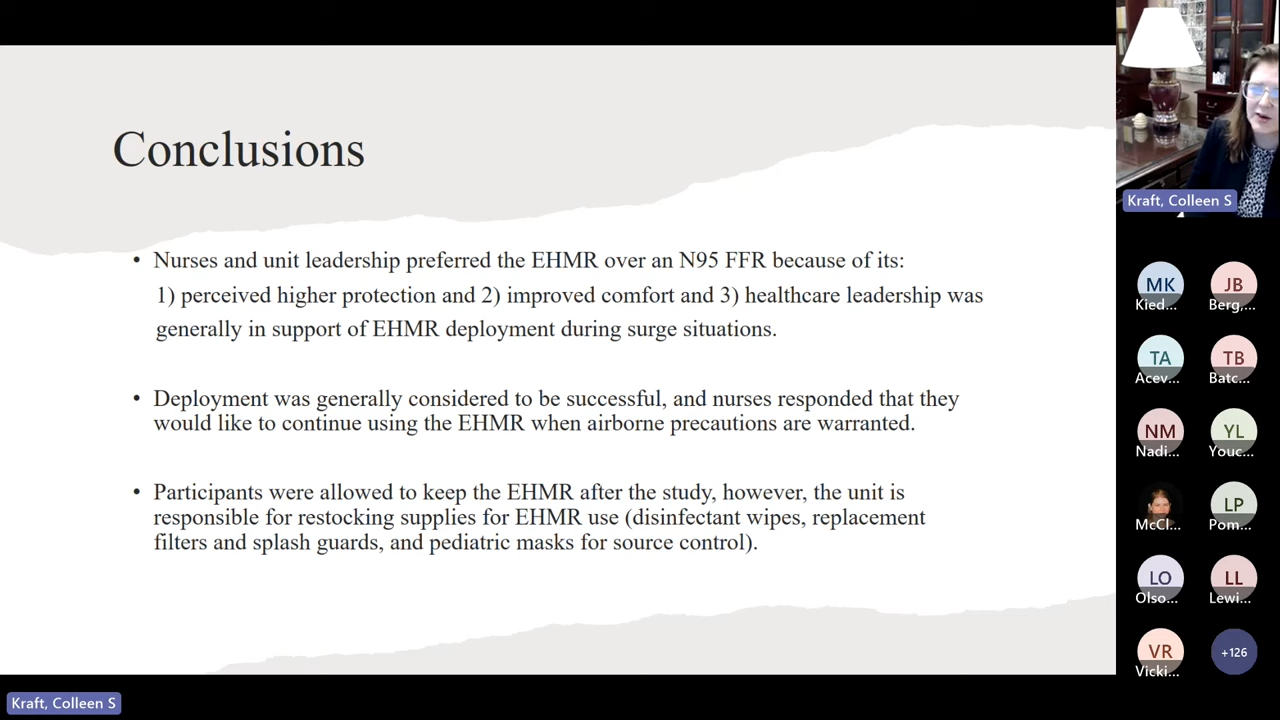 Conclusions
• Nurses and unit leadership preferred the EHMR over an N95 FFR because of its:
1) perceived higher protection and 2) improved comfort and 3) healthcare leadership was
generally in support of EHMR deployment during surge situations.
• Deployment was generally considered to be successful, and nurses responded that they
would like to continue using the EHMR when airborne precautions are warranted.
• Participants were allowed to keep the EHMR after the study, however, the unit is
responsible for restocking supplies for EHMR use (disinfectant wipes, replacement
filters and splash guards, and pediatric masks for source control).
Kraft, Colleen S
Kraft, Colleen S
MK JB
Kied... Berg,...
TA TB
Acev... Batc...
NM YL
Nadi... Youc...
LP
McCl... Pom...
LO LL
Olso... Lewi...
VR +126
Vicki...